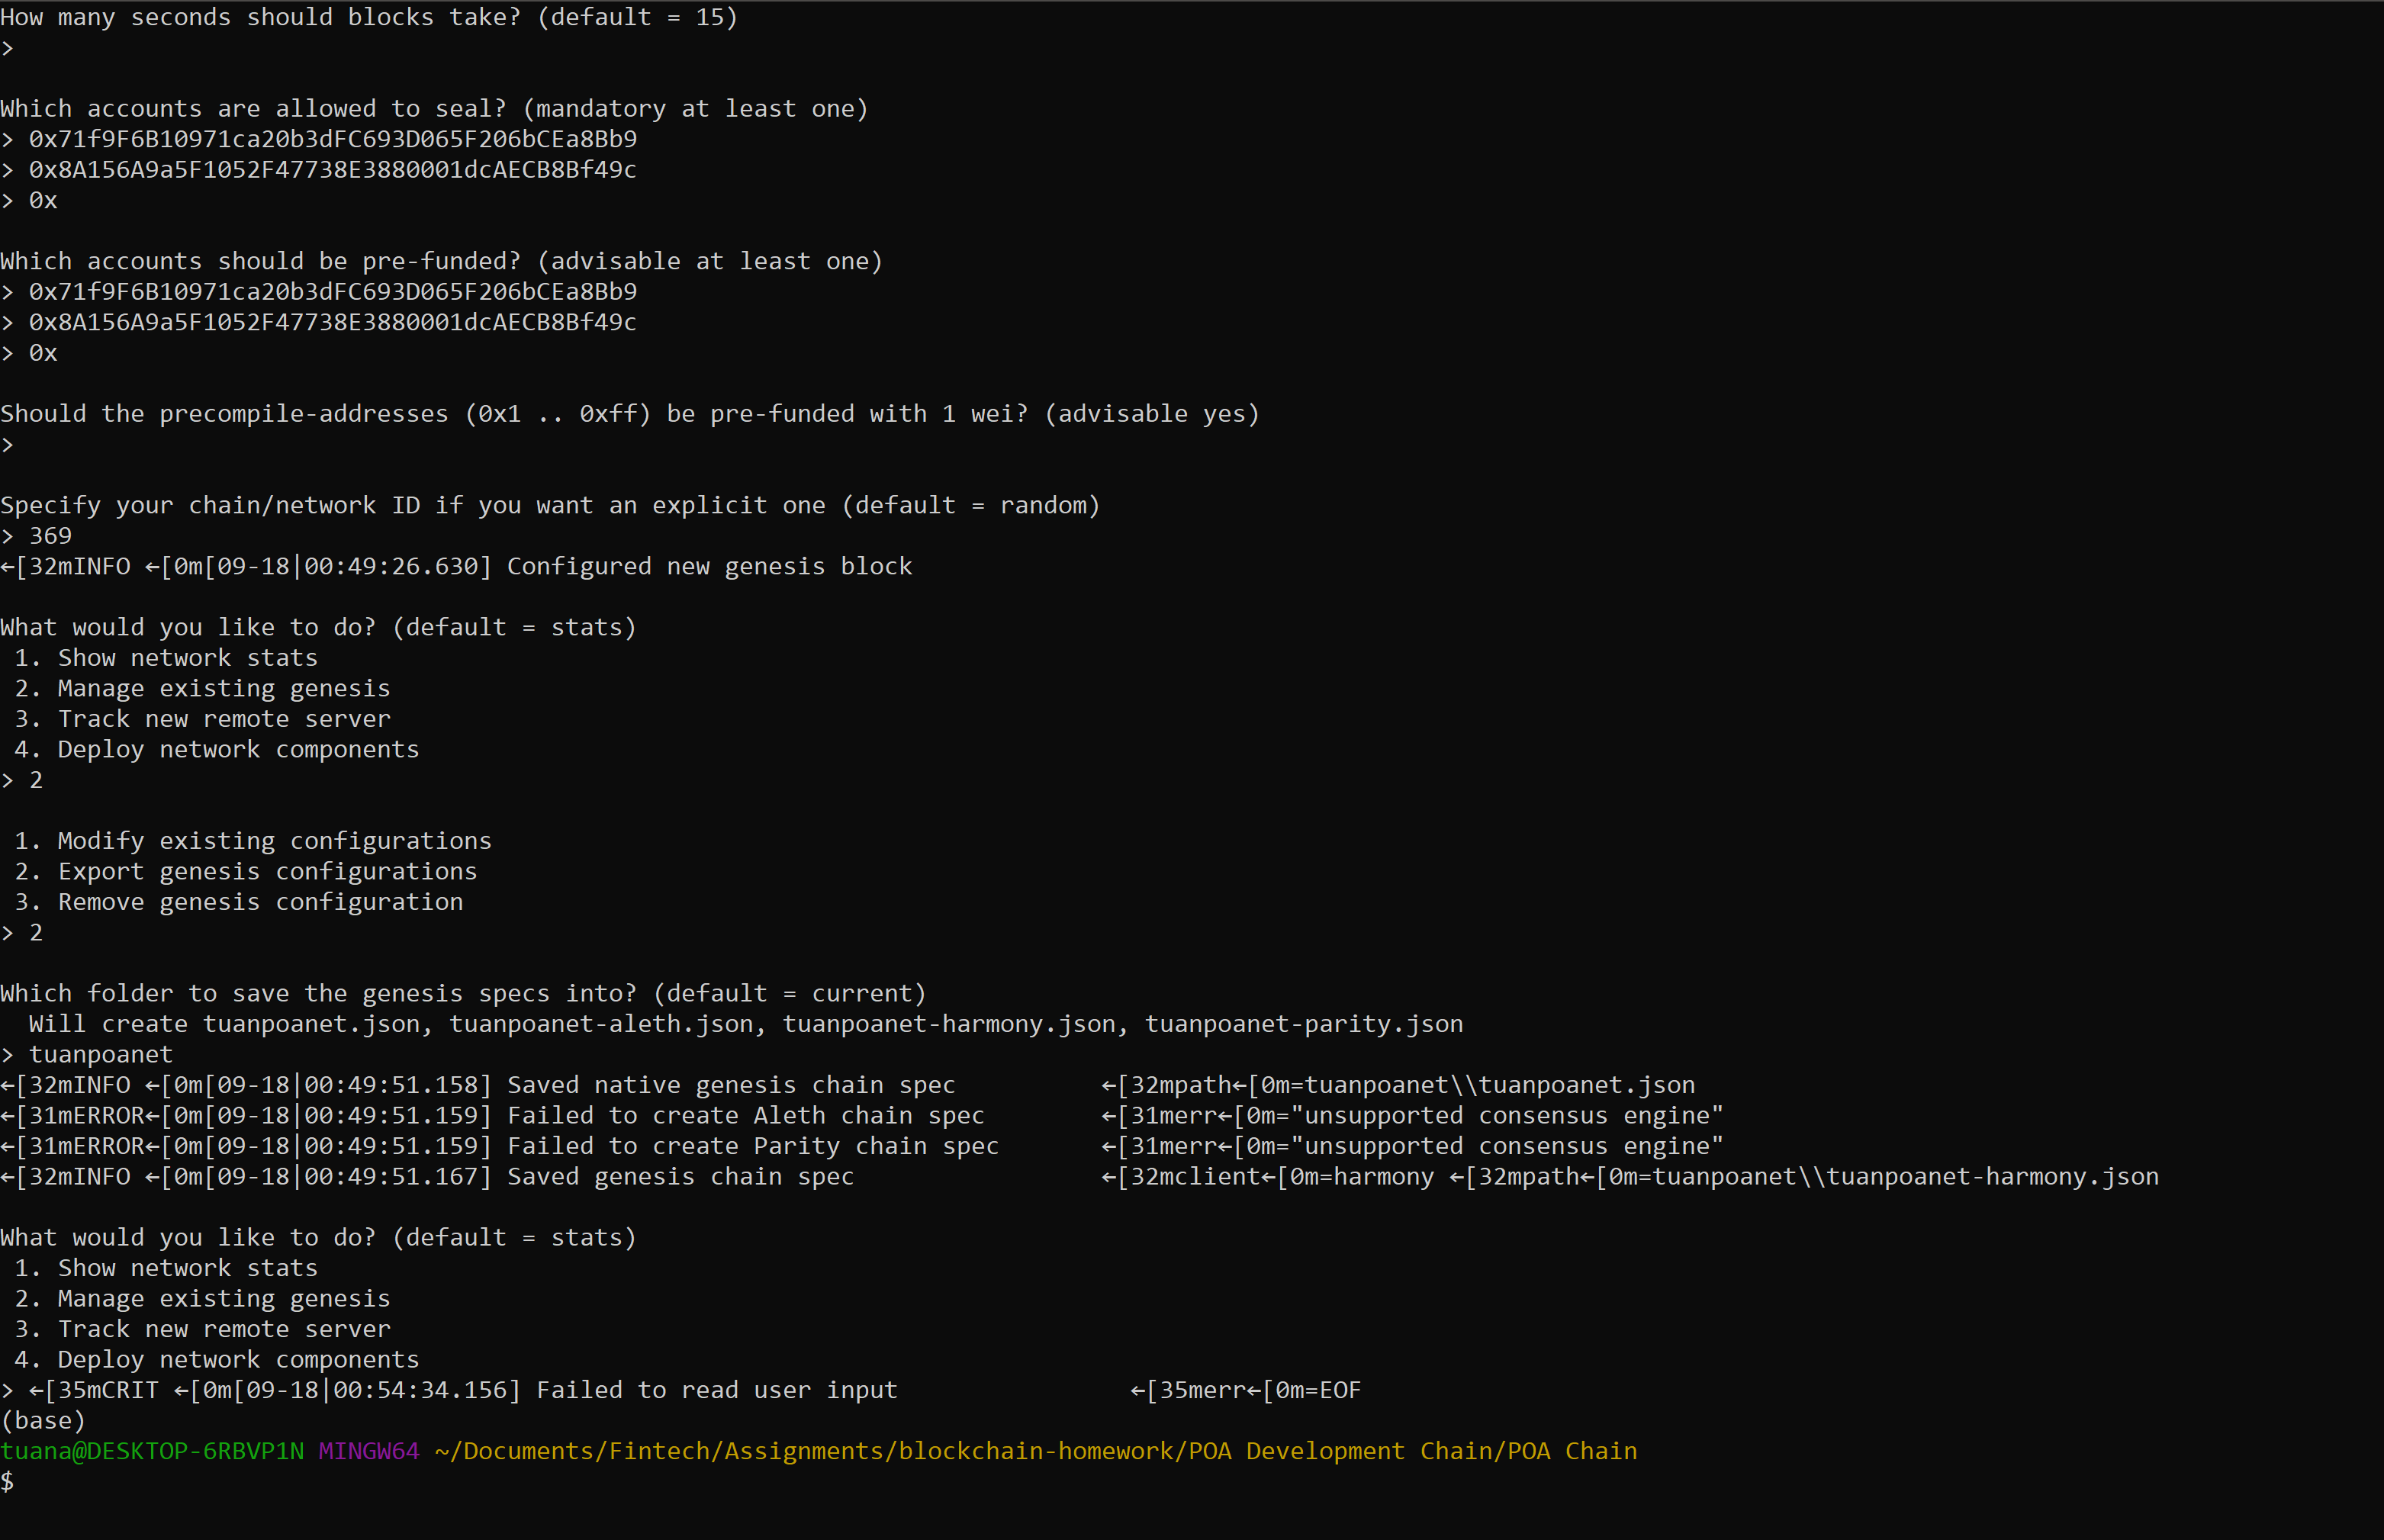 How many seconds should blocks take? (default = 15)
>
Which accounts are allowed to seal? (mandatory at least one)
> 0x71f9F6B10971ca20b3dFC693D065F206bCEa8Bb9
> 0x8A156A9a5F1052F47738E3880001dcAECB8Bf49c
> 0x
Which accounts should be pre-funded? (advisable at least one)
> 0x71f9F6B10971ca20b3dFC693D065F206bCEa8Bb9
> 0x8A156A9a5F1052F47738E3880001dcAECB8Bf49c
> 0x
Should the precompile-addresses (0x1 .. 0xff) be pre-funded with 1 wei? (advisable yes)
>
Specify your chain/network ID if you want an explicit one (default = random)
> 369
←[32mINFO ←[0m[09-18|00:49:26.630] Configured new genesis block
What would you like to do? (default = stats)
 1. Show network stats
 2. Manage existing genesis
 3. Track new remote server
 4. Deploy network components
> 2
 1. Modify existing configurations
 2. Export genesis configurations
 3. Remove genesis configuration
> 2
Which folder to save the genesis specs into? (default = current)
  Will create tuanpoanet.json, tuanpoanet-aleth.json, tuanpoanet-harmony.json, tuanpoanet-parity.json
> tuanpoanet
←[32mINFO ←[0m[09-18|00:49:51.158] Saved native genesis chain spec          ←[32mpath←[0m=tuanpoanet\\tuanpoanet.json
←[31mERROR←[0m[09-18|00:49:51.159] Failed to create Aleth chain spec        ←[31merr←[0m="unsupported consensus engine"
←[31mERROR←[0m[09-18|00:49:51.159] Failed to create Parity chain spec       ←[31merr←[0m="unsupported consensus engine"
←[32mINFO ←[0m[09-18|00:49:51.167] Saved genesis chain spec                 ←[32mclient←[0m=harmony ←[32mpath←[0m=tuanpoanet\\tuanpoanet-harmony.json
What would you like to do? (default = stats)
 1. Show network stats
 2. Manage existing genesis
 3. Track new remote server
 4. Deploy network components
> ←[35mCRIT ←[0m[09-18|00:54:34.156] Failed to read user input                ←[35merr←[0m=EOF
(base)
tuana@DESKTOP-6RBVP1N MINGW64 ~/Documents/Fintech/Assignments/blockchain-homework/POA Development Chain/POA Chain
$